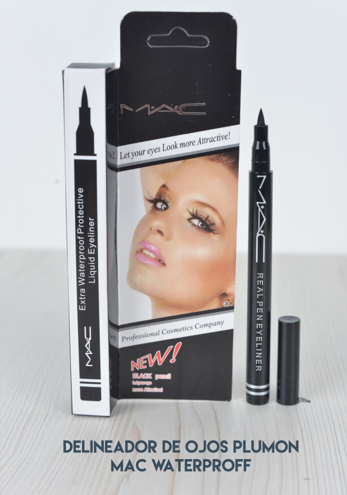 MAC
Let your eyes Look more Attractive!
Extra Waterproof Protective
Liquid Eyeliner
MAC
MAC
REAL PEN EYELINER
Professional Cosmetics Company
NEW!
BLACK pencil
DELINEADOR DE OJOS PLUMON
MAC WATERPROFF